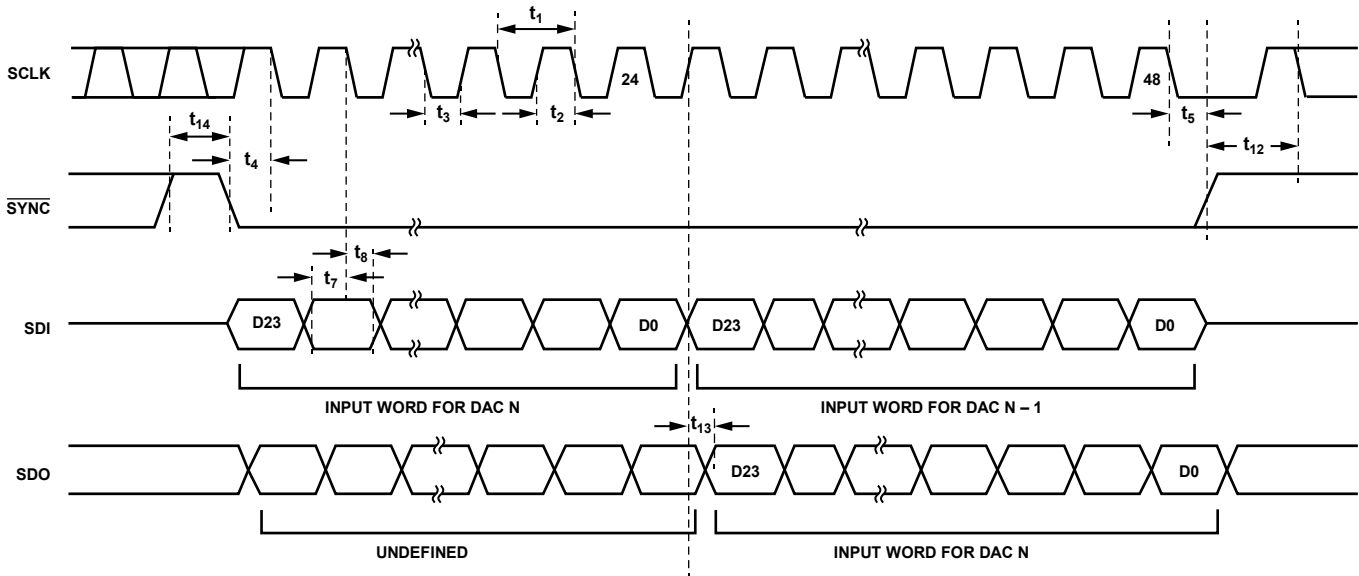 t1
SCLK
24
48
t3
t2
t5
t14
t4
t12
SYNC
t8
t7
SDI
D23
D0
D23
D0
INPUT WORD FOR DAC N
INPUT WORD FOR DAC N – 1
t13
SDO
D23
D0
UNDEFINED
INPUT WORD FOR DAC N